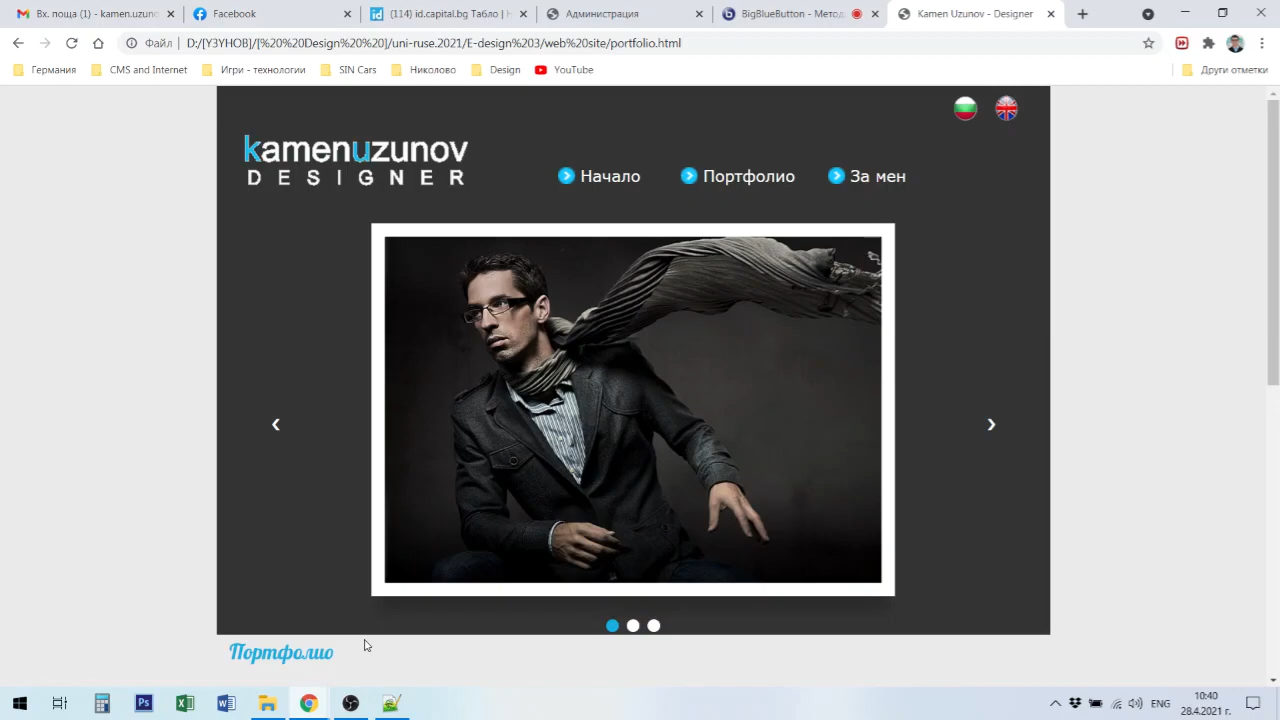 Вх. поща (1) - kamen.uzuno
Facebook
(114) id.capital.bg Табло | H
Администрация
BigBlueButton - Метод
Kamen Uzunov - Designer
Файл
D:/[Y3YHOB]/[%20%20Design%20%20]/uni-ruse.2021/E-design%203/web%20site/portfolio.html
Германия
CMS and Internet
Игри - технологии
SIN Cars
Николово
Design
YouTube
Други отметки
kamenuzunov
DESIGNER
Начало
Портфолио
За мен
Портфолио
ENG
10:40
28.4.2021 г.